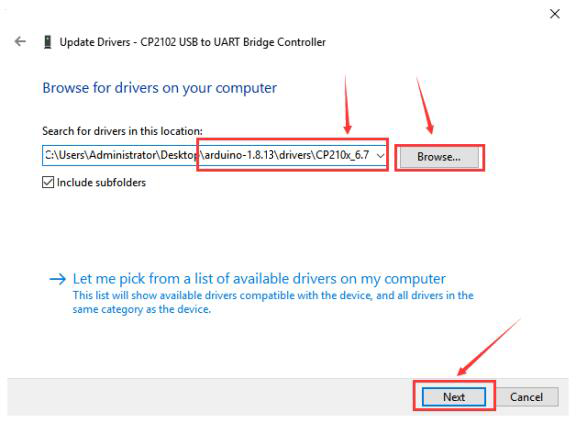 Update Drivers - CP2102 USB to UART Bridge Controller
Browse for drivers on your computer
Search for drivers in this location:
C:\Users\Administrator\Desktop\arduino-1.8.13\drivers\CP210x_6.7
Browse...
Include subfolders
Let me pick from a list of available drivers on my computer
This list will show available drivers compatible with the device, and all drivers in the
same category as the device.
Next
Cancel